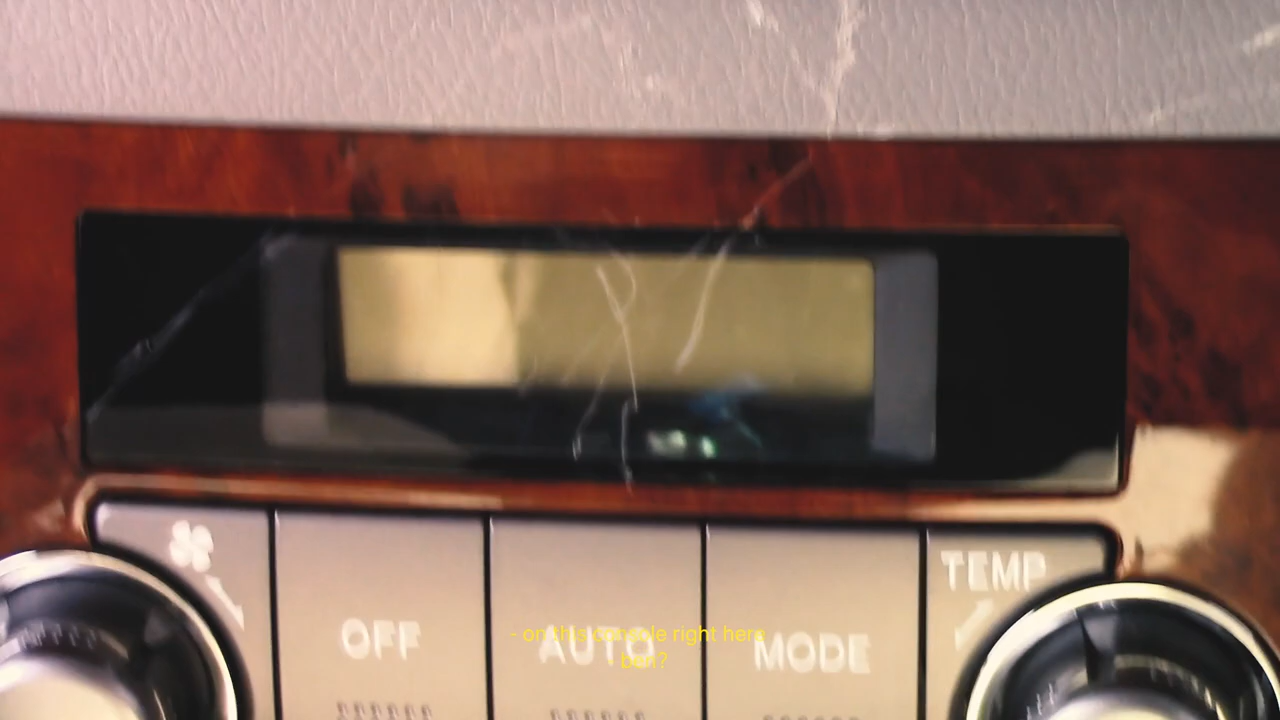 TEMP
OFF
AUTO
MODE
- on this console right here
- ben?